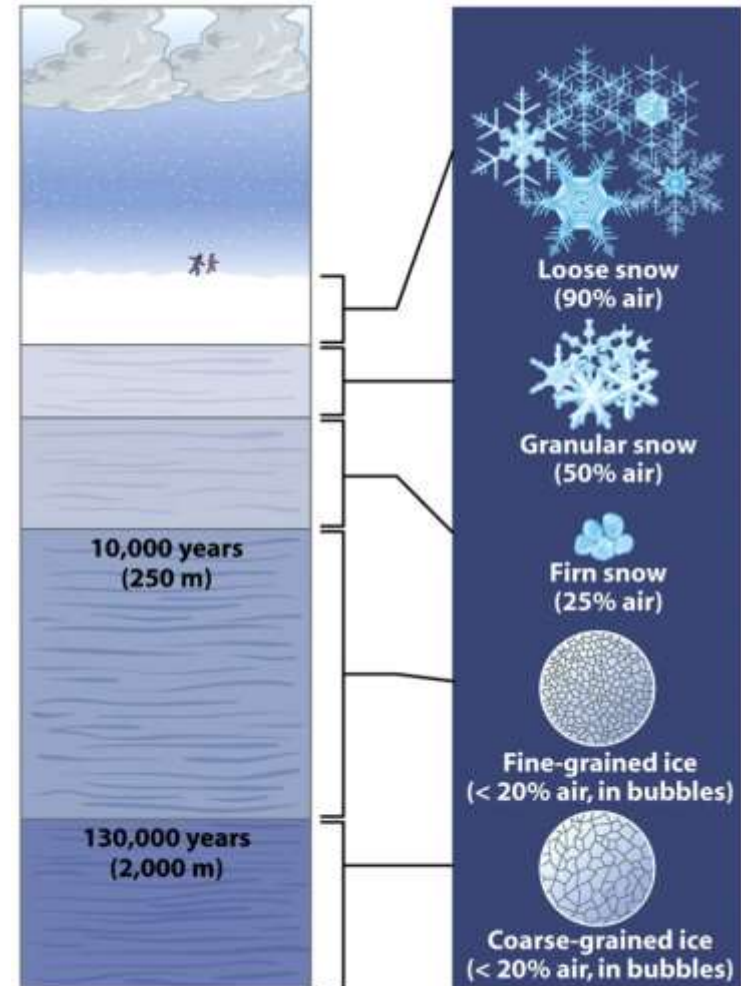 Loose snow
(90% air)
Granular snow
(50% air)
Firn snow
(25% air)
10,000 years
(250 m)
Fine-grained ice
(< 20% air, in bubbles)
130,000 years
(2,000 m)
Coarse-grained ice
(< 20% air, in bubbles)